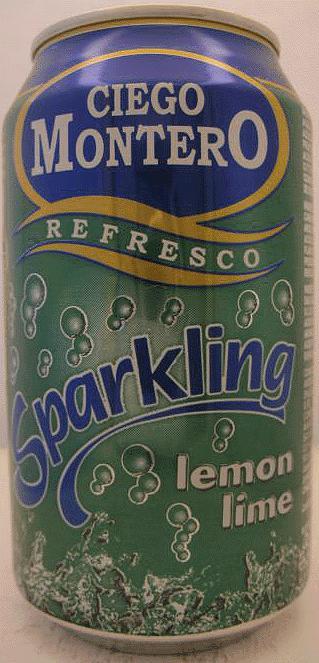 CIEGO
MONTERO
REFRESCO
Sparkling
lemon
lime